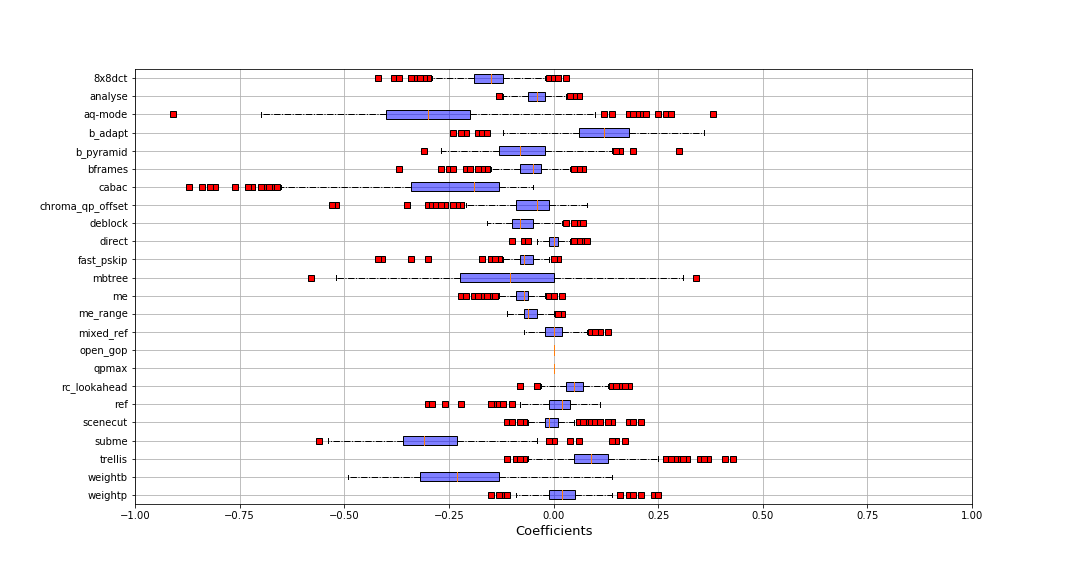 8x8dct
analyse
aq-mode
b_adapt
b_pyramid
bframes
cabac
chroma_qp_offset
deblock
direct
fast_pskip
mbtree
me
me_range
mixed_ref
open_gop
qpmax
rc_lookahead
ref
scenecut
subme
trellis
weightb
weightp
−1.00 −0.75 −0.50 −0.25 0.00 0.25 0.50 0.75 1.00
Coefficients